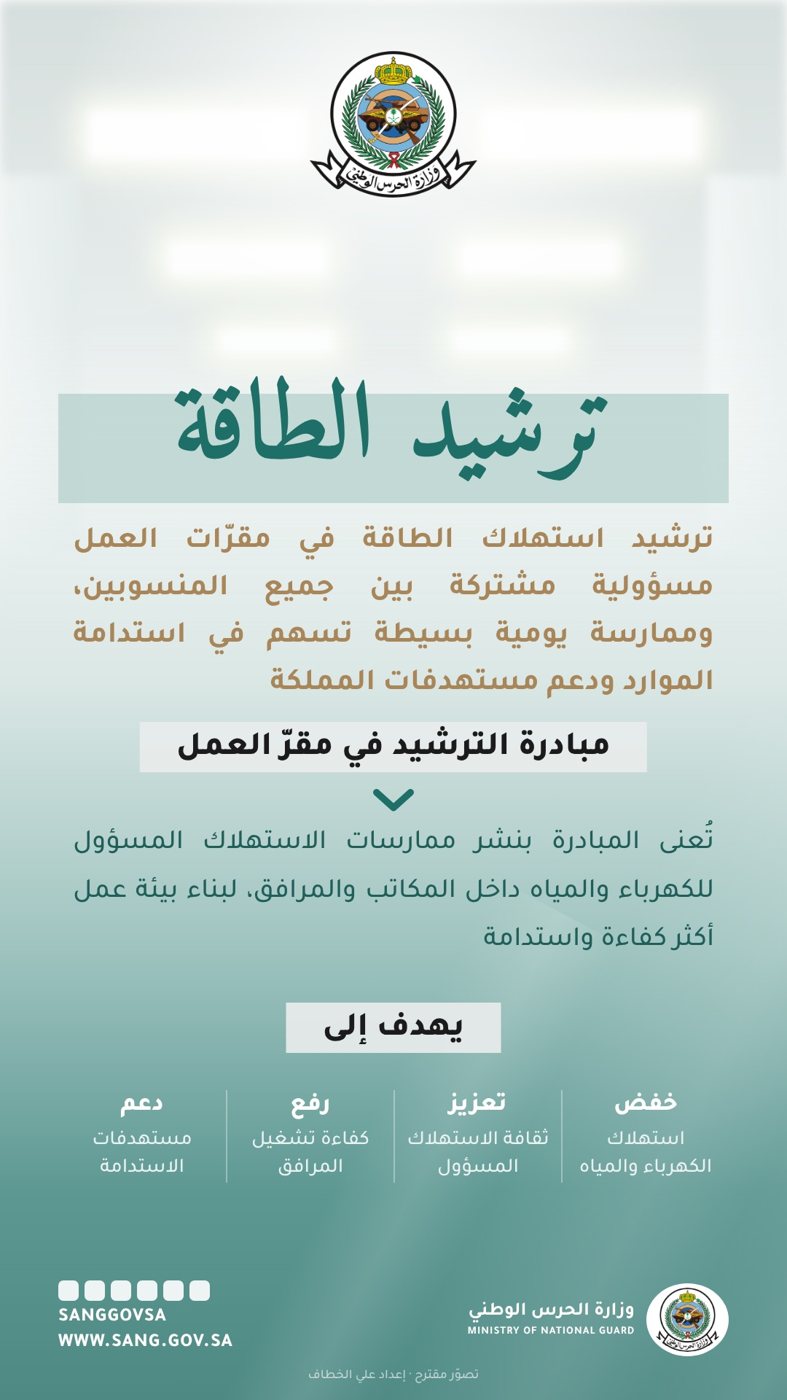 وزارة الحرس الوطني
ترشيد الطاقة
ترشيد استهلاك الطاقة في مقرّات العمل
مسؤولية مشتركة بين جميع المنسوبين،
وممارسة يومية بسيطة تسهم في استدامة
الموارد ودعم مستهدفات المملكة
مبادرة الترشيد في مقرّ العمل
تُعنى المبادرة بنشر ممارسات الاستهلاك المسؤول
للكهرباء والمياه داخل المكاتب والمرافق، لبناء بيئة عمل
أكثر كفاءة واستدامة
يهدف إلى
خفض
استهلاك
الكهرباء والمياه
تعزيز
ثقافة الاستهلاك
المسؤول
رفع
كفاءة تشغيل
المرافق
دعم
مستهدفات
الاستدامة
وزارة الحرس الوطني
وزارة الحرس الوطني
MINISTRY OF NATIONAL GUARD
SANGGOVSA
WWW.SANG.GOV.SA
تصوّر مقترح · إعداد علي الخطاف